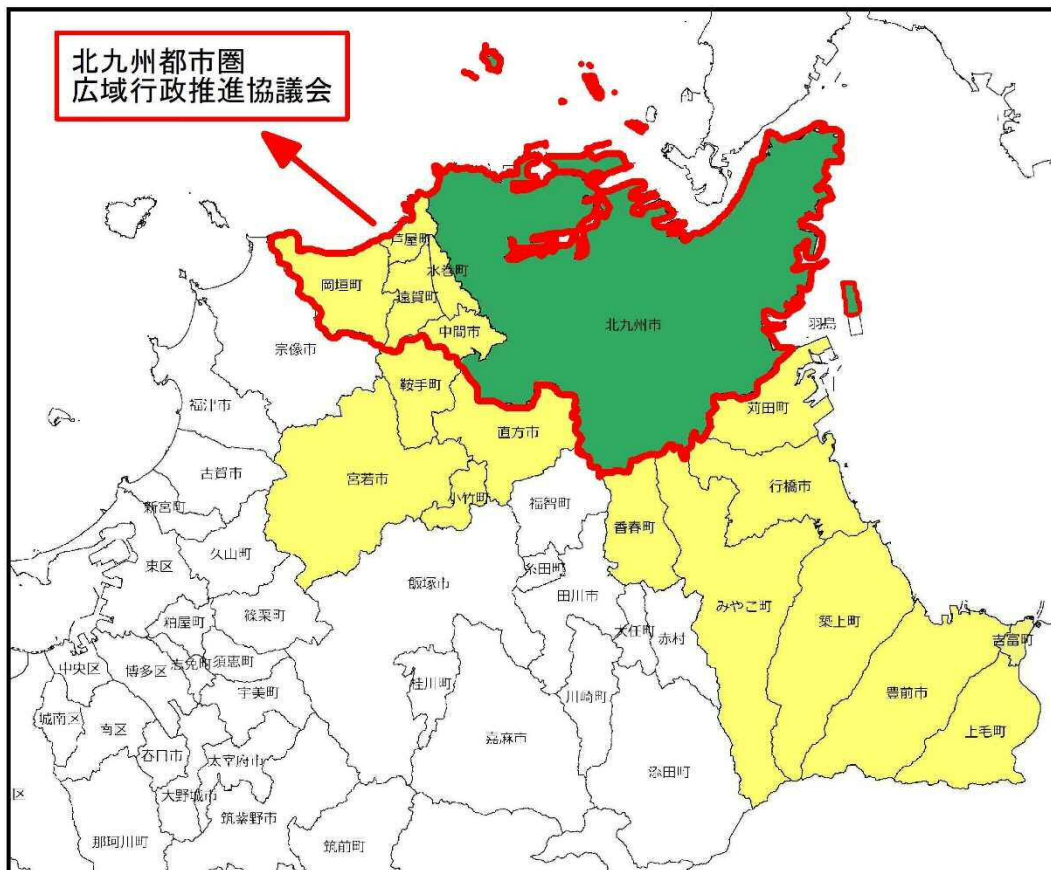 北九州都市圏
広域行政推進協議会
芦屋町
水巻町
岡垣町
遠賀町
中間市
北九州市
羽島
宗像市
鞍手町
苅田町
福津市
直方市
古賀市
宮若市
小竹町
福智町
行橋市
新宮町
香春町
久山町
東区
糸田町
飯塚市
田川市
みやこ町
築上町
粕屋町
篠栗町
大任町
赤村
吉富町
中央区
博多区
志免町
須恵町
宇美町
桂川町
川崎町
豊前市
城南区
南区
嘉麻市
上毛町
春日市
太宰府市
添田町
区
大野城市
筑紫野市
那珂川町
筑前町